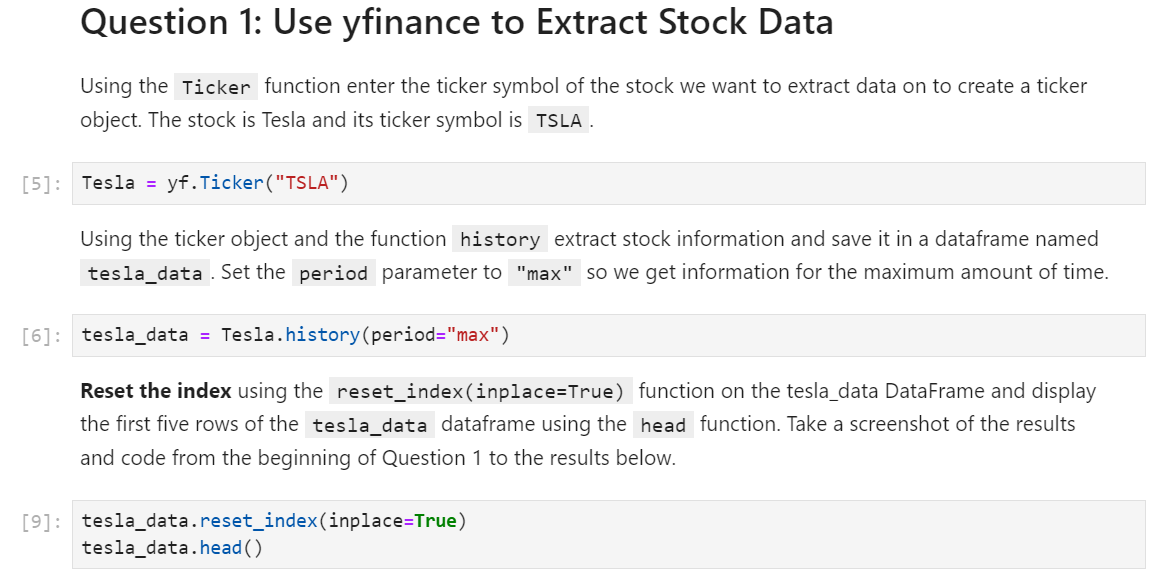 Question 1: Use yfinance to Extract Stock Data
Using the Ticker function enter the ticker symbol of the stock we want to extract data on to create a ticker
object. The stock is Tesla and its ticker symbol is TSLA.
[5]: Tesla = yf.Ticker("TSLA")
Using the ticker object and the function history extract stock information and save it in a dataframe named
tesla_data. Set the period parameter to "max" so we get information for the maximum amount of time.
[6]: tesla_data = Tesla.history(period="max")
Reset the index using the reset_index(inplace=True) function on the tesla_data DataFrame and display
the first five rows of the tesla_data dataframe using the head function. Take a screenshot of the results
and code from the beginning of Question 1 to the results below.
[9]: tesla_data.reset_index(inplace=True)
tesla_data.head()